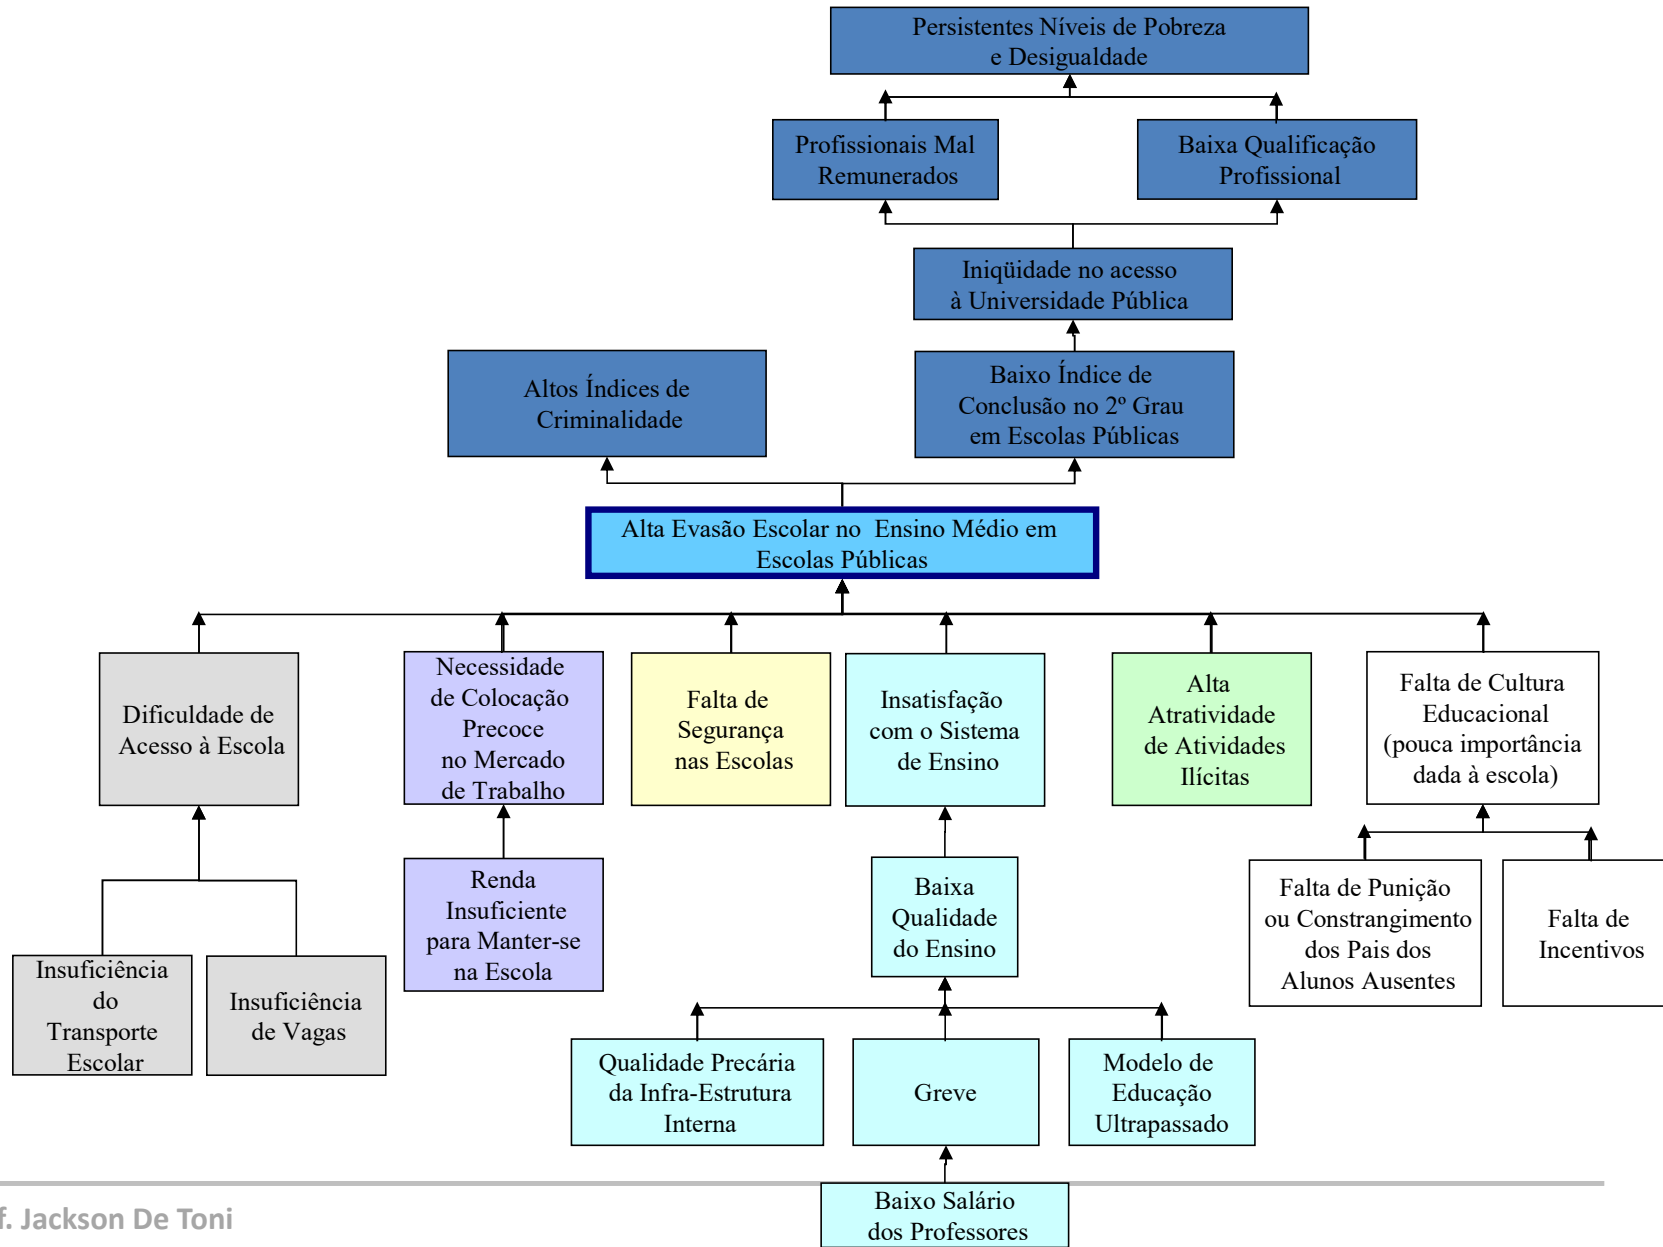 Persistentes Níveis de Pobreza
e Desigualdade
Profissionais Mal
Remunerados
Baixa Qualificação
Profissional
Iniqüidade no acesso
à Universidade Pública
Altos Índices de
Criminalidade
Baixo Índice de
Conclusão no 2º Grau
em Escolas Públicas
Alta Evasão Escolar no Ensino Médio em
Escolas Públicas
Dificuldade de
Acesso à Escola
Necessidade
de Colocação
Precoce
no Mercado
de Trabalho
Falta de
Segurança
nas Escolas
Insatisfação
com o Sistema
de Ensino
Alta
Atratividade
de Atividades
Ilícitas
Falta de Cultura
Educacional
(pouca importância
dada à escola)
Renda
Insuficiente
para Manter-se
na Escola
Baixa
Qualidade
do Ensino
Falta de Punição
ou Constrangimento
dos Pais dos
Alunos Ausentes
Falta de
Incentivos
Insuficiência
do
Transporte
Escolar
Insuficiência
de Vagas
Qualidade Precária
da Infra-Estrutura
Interna
Greve
Modelo de
Educação
Ultrapassado
Baixo Salário
dos Professores
f. Jackson De Toni